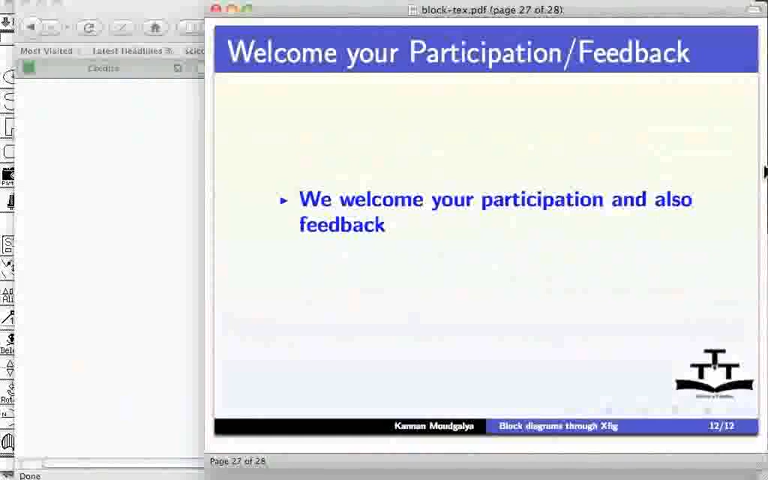 block-tex.pdf (page 27 of 28)
Most Visited
Latest Headlines
Credits
Welcome your Participation/Feedback
We welcome your participation and also
feedback
Kannan Moudgalya
Block diagrams through Xfig
12/12
Page 27 of 28
Done